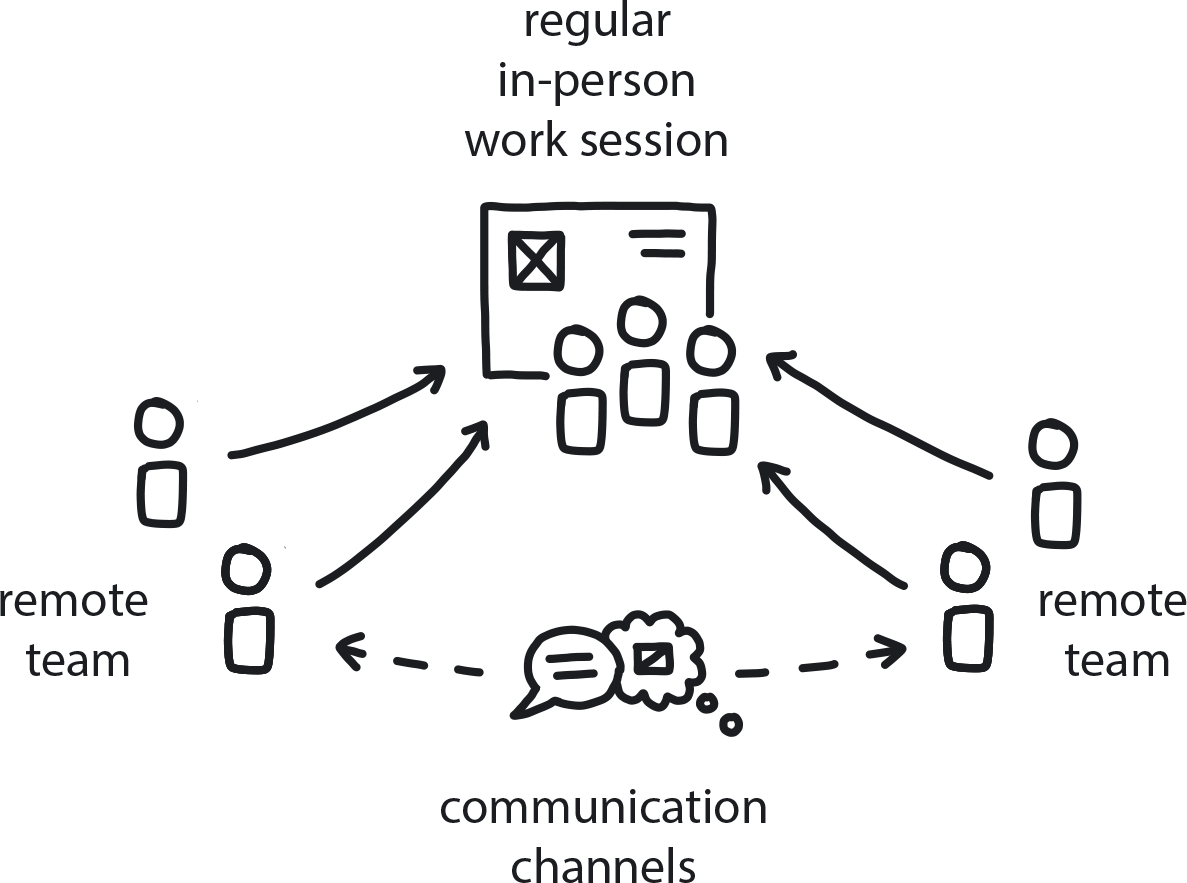 regular
in-person
work session
remote
team
remote
team
communication
channels